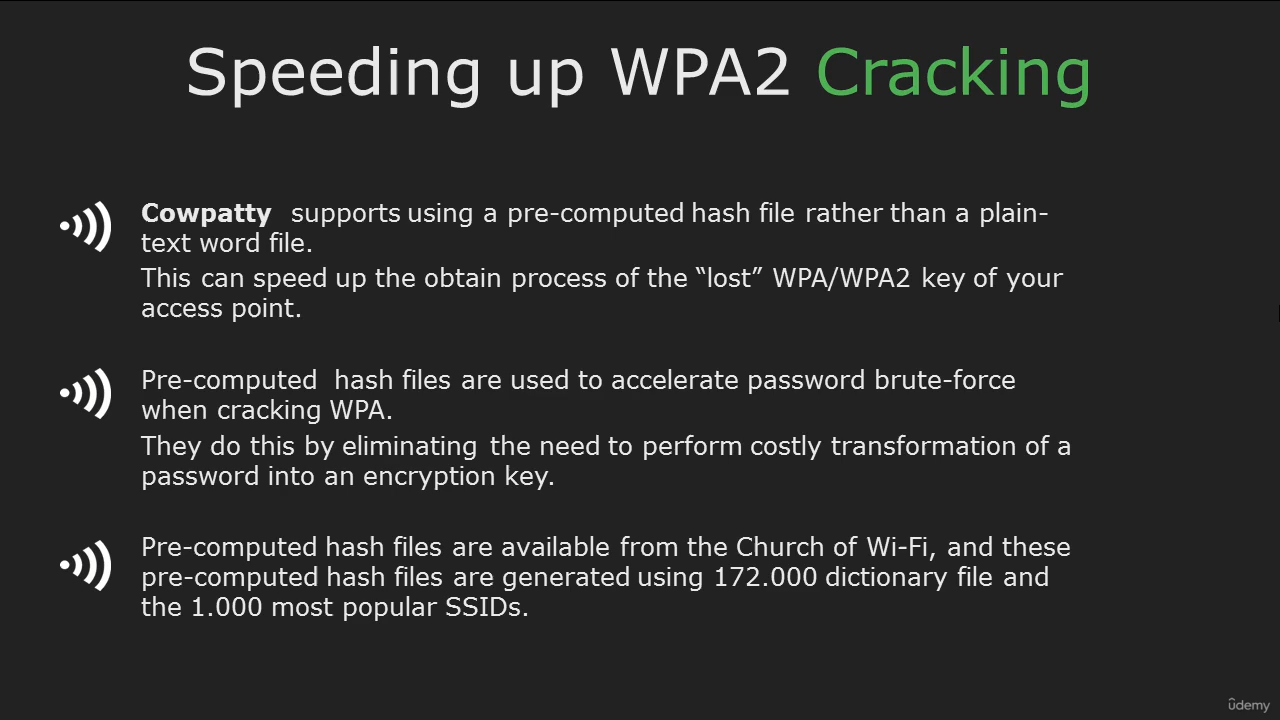 Speeding up WPA2 Cracking
Cowpatty supports using a pre-computed hash file rather than a plain-
text word file.
This can speed up the obtain process of the “lost” WPA/WPA2 key of your
access point.
Pre-computed hash files are used to accelerate password brute-force
when cracking WPA.
They do this by eliminating the need to perform costly transformation of a
password into an encryption key.
Pre-computed hash files are available from the Church of Wi-Fi, and these
pre-computed hash files are generated using 172.000 dictionary file and
the 1.000 most popular SSIDs.
ûdemy